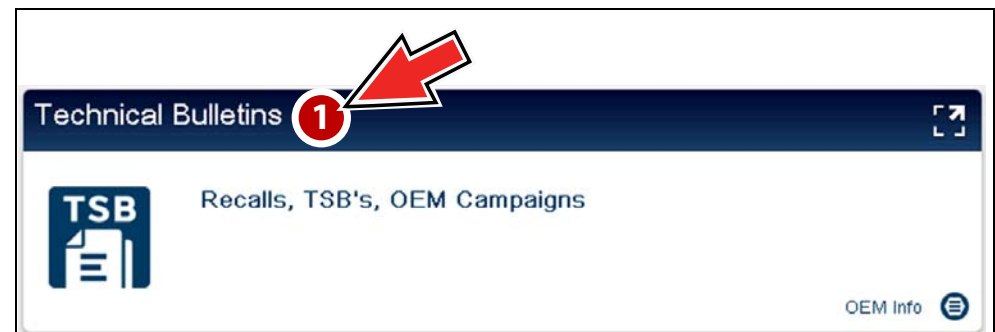 Technical Bulletins 1
TSB
Recalls, TSB's, OEM Campaigns
OEM Info